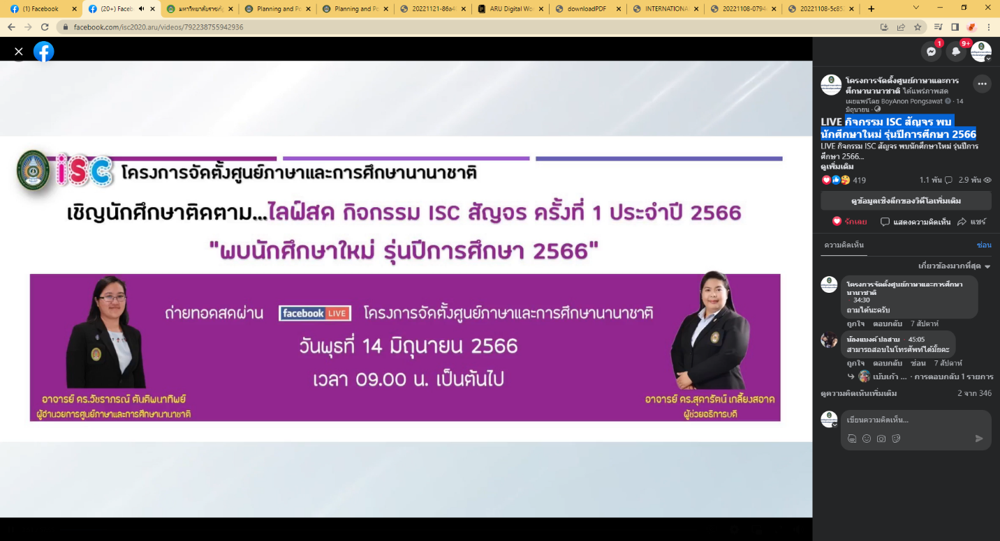 (1) Facebook
(20+) Faceb
มหาวิทยาลัยราชภั
Planning and Po
Planning and Po
20221121-86a4
ARU Digital Wo
downloadPDF
INTERNATIONA
20221108-0794
20221108-5c85
facebook.com/isc2020.aru/videos/792238755942936
isc โครงการจัดตั้งศูนย์ภาษาและการศึกษานานาชาติ
เชิญนักศึกษาติดตาม...ไลฟ์สด กิจกรรม ISC สัญจร ครั้งที่ 1 ประจำปี 2566
"พบนักศึกษาใหม่ รุ่นปีการศึกษา 2566"
ถ่ายทอดสดผ่าน facebook LIVE โครงการจัดตั้งศูนย์ภาษาและการศึกษานานาชาติ
วันพุธที่ 14 มิถุนายน 2566
เวลา 09.00 น. เป็นต้นไป
อาจารย์ ดร.วัชราภรณ์ ตันติพนาทิพย์
ผู้อำนวยการศูนย์ภาษาและการศึกษานานาชาติ
อาจารย์ ดร.สุดารัตน์ เกลี้ยงสอาด
ผู้ช่วยอธิการบดี
1
9+
โครงการจัดตั้งศูนย์ภาษาและการ
ศึกษานานาชาติ ได้แพร่ภาพสด
เผยแพร่โดย BoyAnon Pongsawat · 14
มิถุนายน ·
LIVE กิจกรรม ISC สัญจร พบ
นักศึกษาใหม่ รุ่นปีการศึกษา 2566
LIVE กิจกรรม ISC สัญจร พบนักศึกษาใหม่ รุ่นปีการ
ศึกษา 2566...
ดูเพิ่มเติม
419 1.1 พัน 2.9 พัน
ดูข้อมูลเชิงลึกของวิดีโอเพิ่มเติม
รักเลย แสดงความคิดเห็น แชร์
ความคิดเห็น ซ่อน
เกี่ยวข้องมากที่สุด
โครงการจัดตั้งศูนย์ภาษาและการศึกษา
นานาชาติ
· 34:30
ถามได้นะครับ
ถูกใจ ตอบกลับ 7 สัปดาห์
น้องแบงค์ ปลสาม · 45:05
สามารถสอบในโทรศัพท์ได้มั้ยคะ
ถูกใจ ตอบกลับ ซ่อน 7 สัปดาห์
เบ้บเก้า ... · การตอบกลับ 1 รายการ
ดูความคิดเห็นเพิ่มเติม 2 จาก 346
เขียนความคิดเห็น...